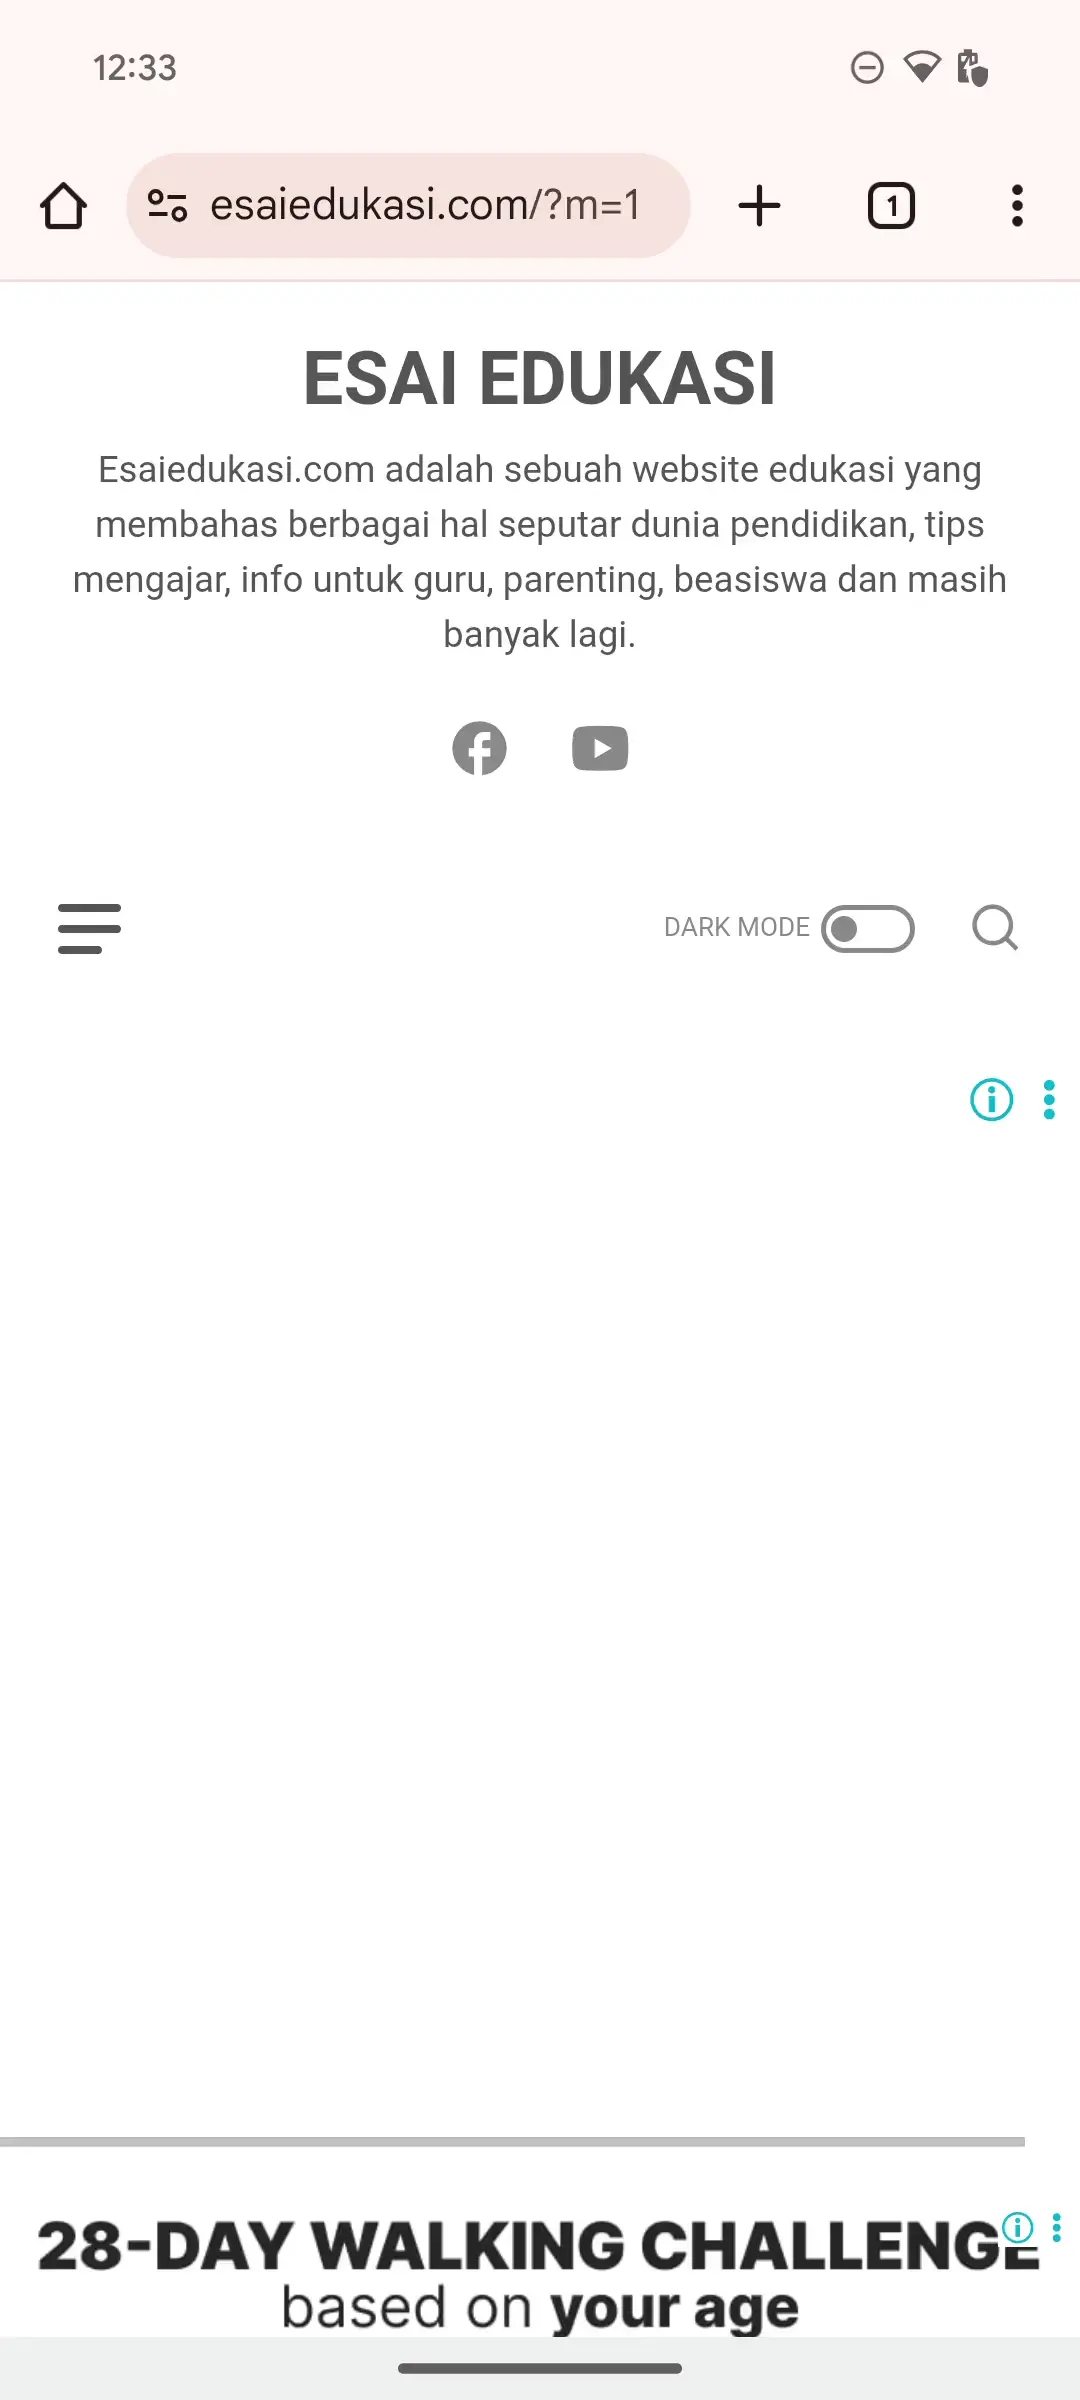 12:33
esaiedukasi.com/?m=1
1
ESAI EDUKASI
Esaiedukasi.com adalah sebuah website edukasi yang
membahas berbagai hal seputar dunia pendidikan, tips
mengajar, info untuk guru, parenting, beasiswa dan masih
banyak lagi.
DARK MODE
28-DAY WALKING CHALLENGE
based on your age